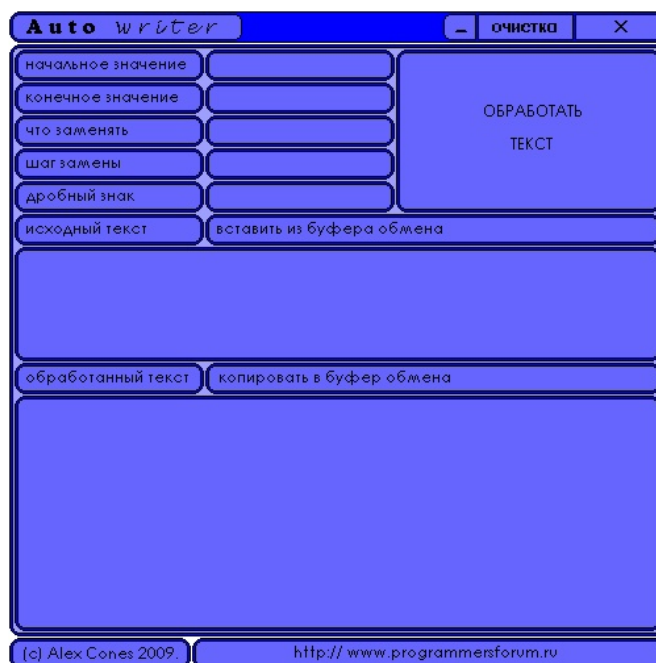 Auto writer
_ очистка ×
начальное значение
конечное значение
что заменять
шаг замены
дробный знак
ОБРАБОТАТЬ
ТЕКСТ
исходный текст
вставить из буфера обмена
обработанный текст
копировать в буфер обмена
(c) Alex Cones 2009.
http:// www.programmersforum.ru